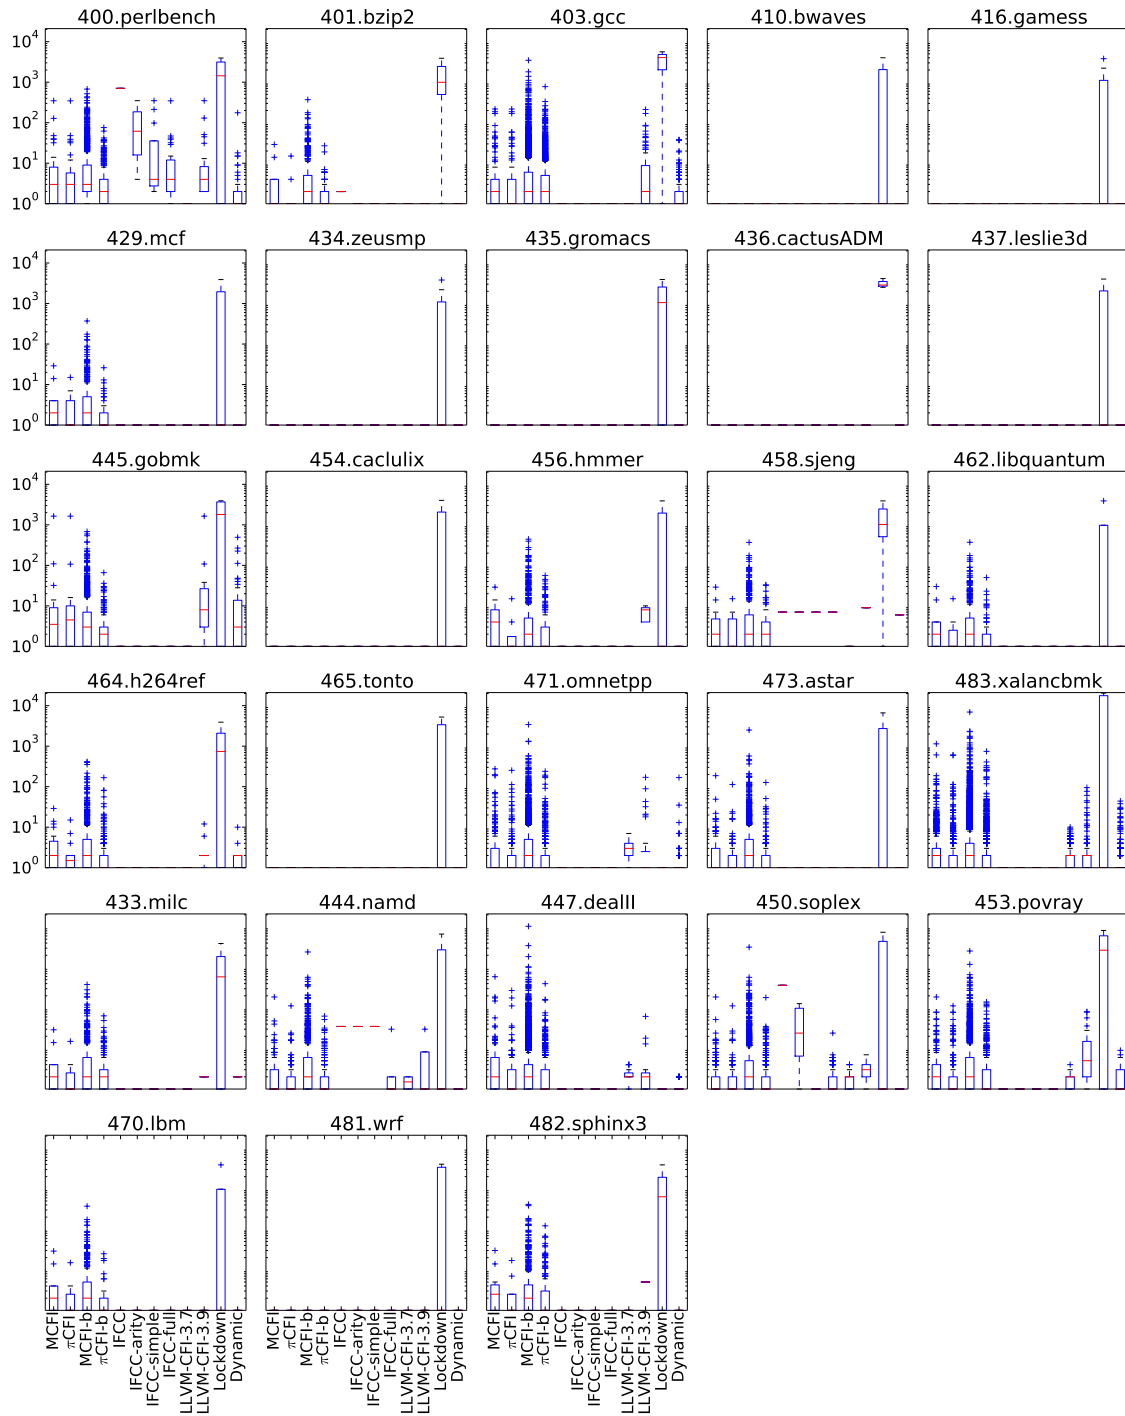 400.perlbench 401.bzip2 403.gcc 410.bwaves 416.gamess
10^4
10^3
10^2
10^1
10^0
429.mcf 434.zeusmp 435.gromacs 436.cactusADM 437.leslie3d
10^4
10^3
10^2
10^1
10^0
445.gobmk 454.caclulix 456.hmmer 458.sjeng 462.libquantum
10^4
10^3
10^2
10^1
10^0
464.h264ref 465.tonto 471.omnetpp 473.astar 483.xalancbmk
10^4
10^3
10^2
10^1
10^0
433.milc 444.namd 447.dealII 450.soplex 453.povray
470.lbm 481.wrf 482.sphinx3
MCFI
πCFI
MCFI-b
πCFI-b
IFCC
IFCC-arity
IFCC-simple
IFCC-full
LLVM-CFI-3.7
LLVM-CFI-3.9
Lockdown
Dynamic
MCFI
πCFI
MCFI-b
πCFI-b
IFCC
IFCC-arity
IFCC-simple
IFCC-full
LLVM-CFI-3.7
LLVM-CFI-3.9
Lockdown
Dynamic
MCFI
πCFI
MCFI-b
πCFI-b
IFCC
IFCC-arity
IFCC-simple
IFCC-full
LLVM-CFI-3.7
LLVM-CFI-3.9
Lockdown
Dynamic